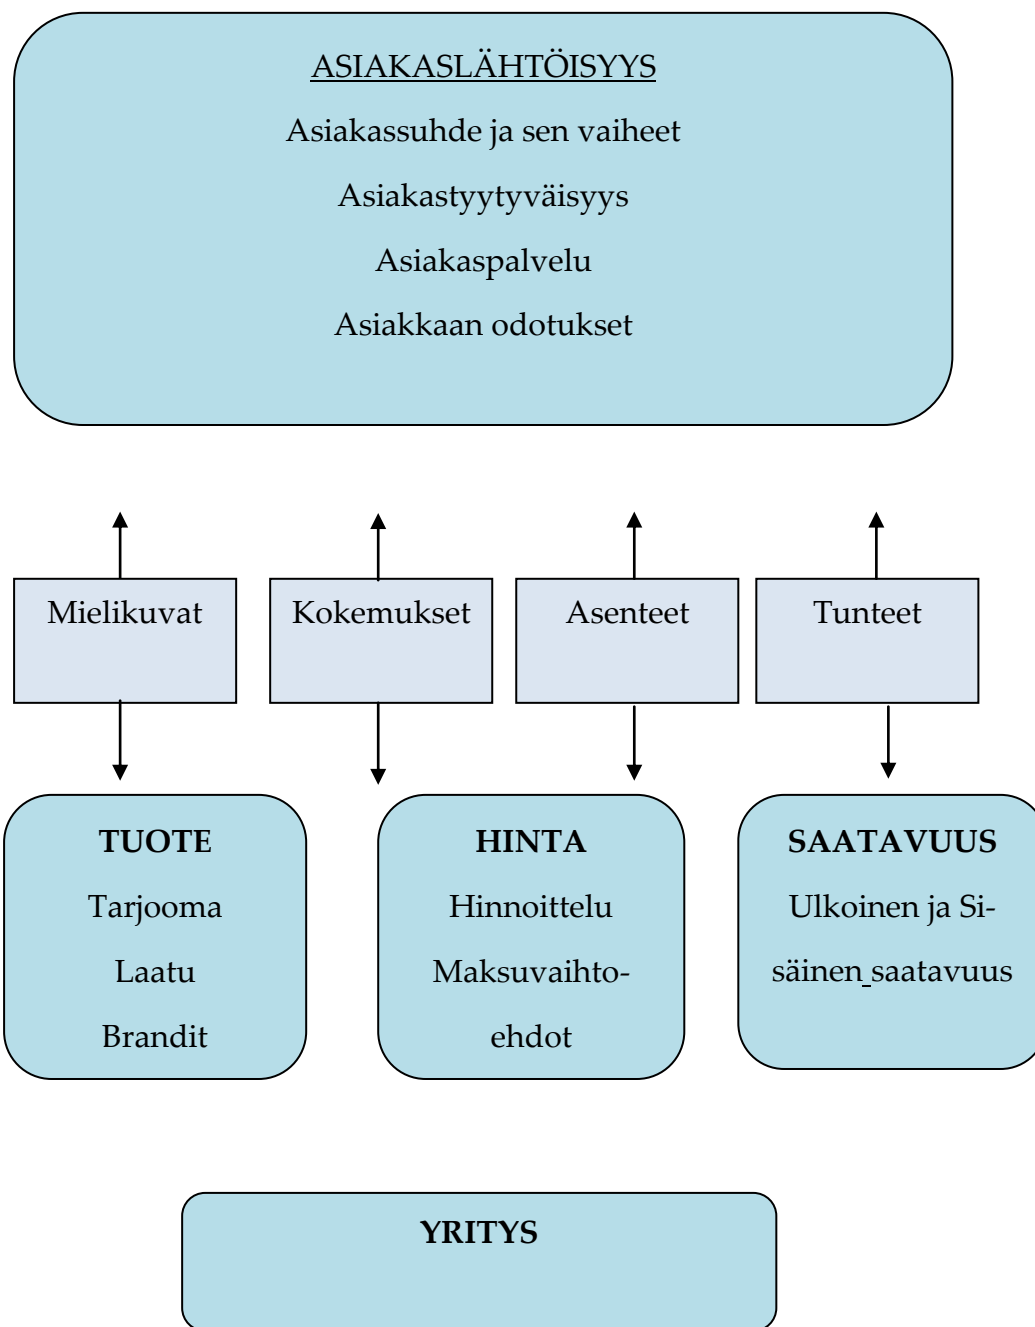 ASIAKASLÄHTÖISYYS
Asiakassuhde ja sen vaiheet
Asiakastyytyväisyys
Asiakaspalvelu
Asiakkaan odotukset
Mielikuvat
Kokemukset
Asenteet
Tunteet
TUOTE
Tarjooma
Laatu
Brandit
HINTA
Hinnoittelu
Maksuvaihto-
ehdot
SAATAVUUS
Ulkoinen ja Si-
säinen saatavuus
YRITYS